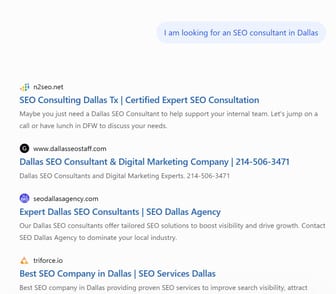 I am looking for an SEO consultant in Dallas
n2seo.net
SEO Consulting Dallas Tx | Certified Expert SEO Consultation
Maybe you just need a Dallas SEO Consultant to help support your internal team. Let's jump on a
call or have lunch in DFW to discuss your needs.
www.dallasseostaff.com
Dallas SEO Consultant & Digital Marketing Company | 214-506-3471
Dallas SEO Consultants and Digital Marketing Experts. 214-506-3471
seodallasagency.com
Expert Dallas SEO Consultants | SEO Dallas Agency
Our Dallas SEO consultants offer tailored SEO solutions to boost visibility and drive growth. Contact
SEO Dallas Agency to dominate your local industry.
triforce.io
Best SEO Company in Dallas | SEO Services Dallas
Best SEO company in Dallas providing proven SEO services to improve search visibility, attract